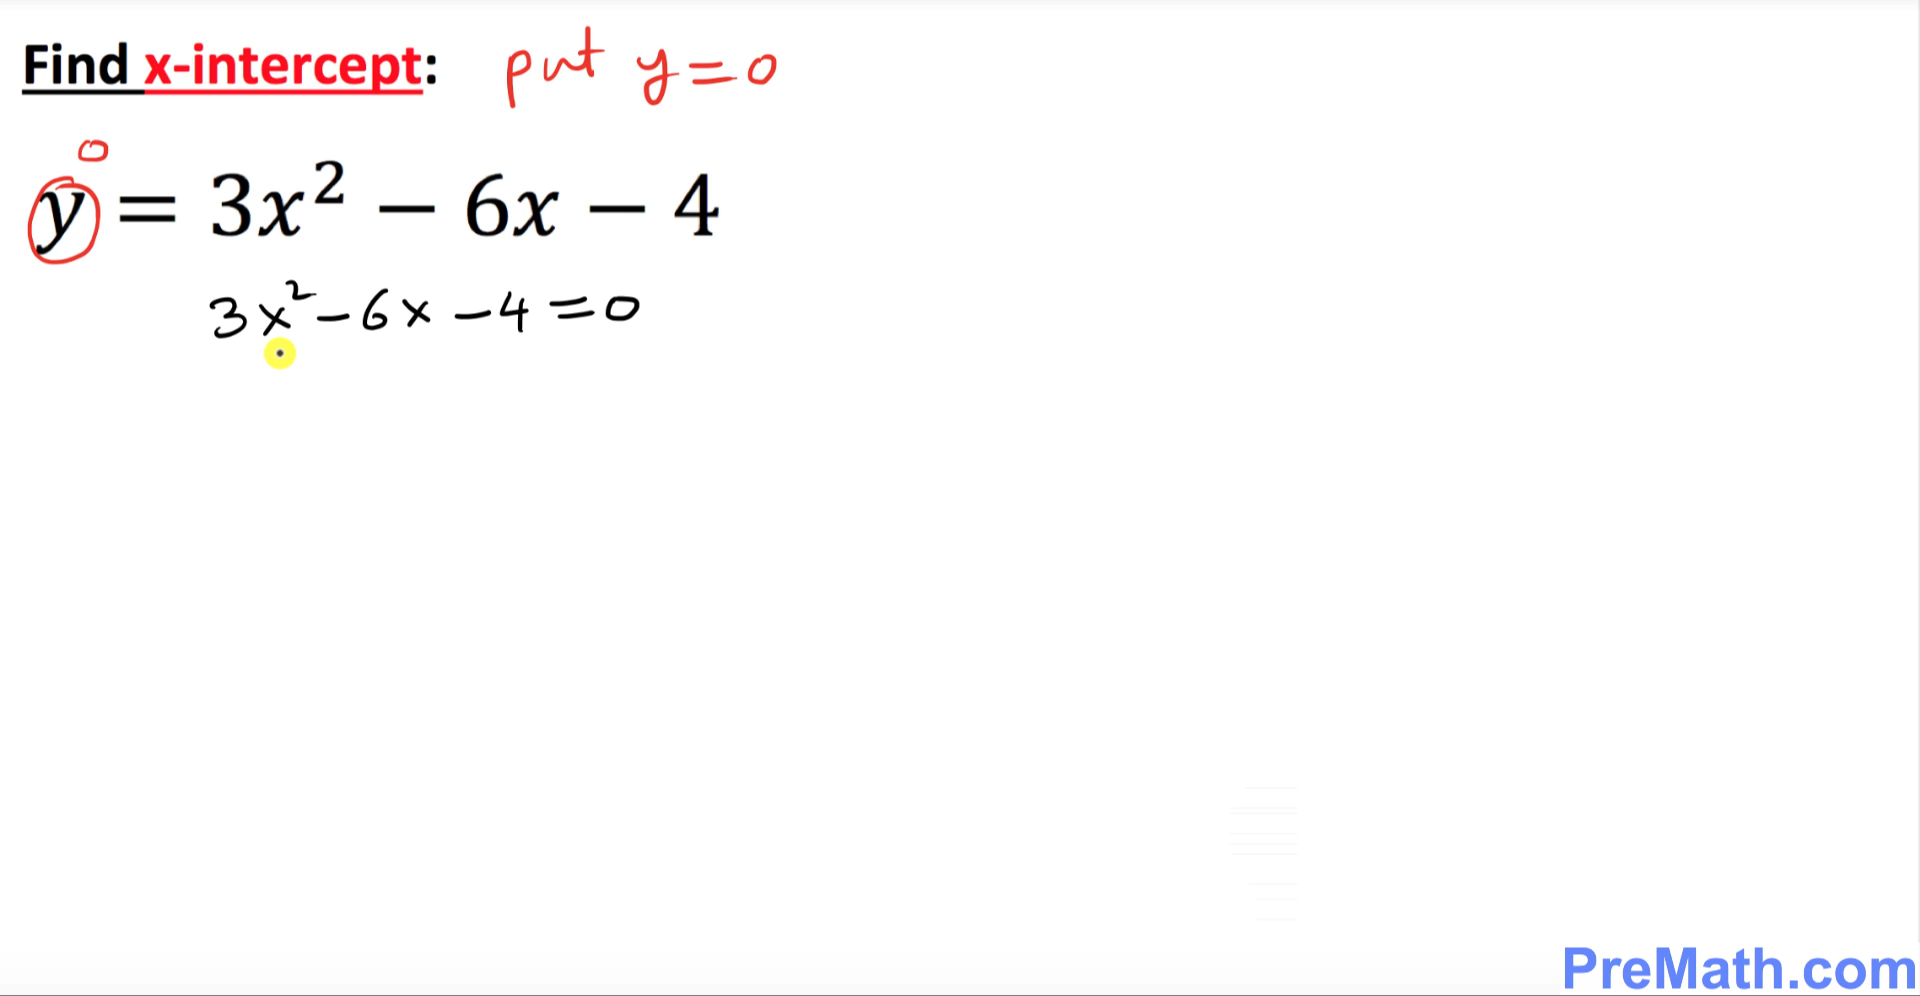 Find x-intercept: put y=0
0
y = 3x² − 6x − 4
3x²-6x-4=0
PreMath.com